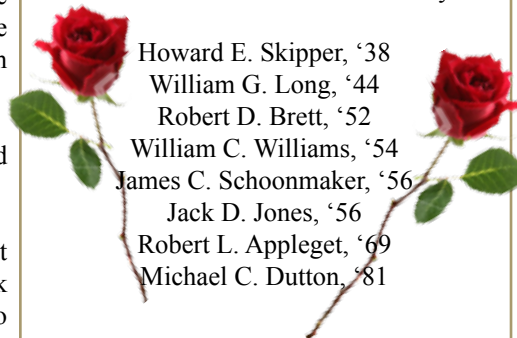 Howard E. Skipper, ‘38
William G. Long, ‘44
Robert D. Brett, ‘52
William C. Williams, ‘54
James C. Schoonmaker, ‘56
Jack D. Jones, ‘56
Robert L. Appleget, ‘69
Michael C. Dutton, ‘81